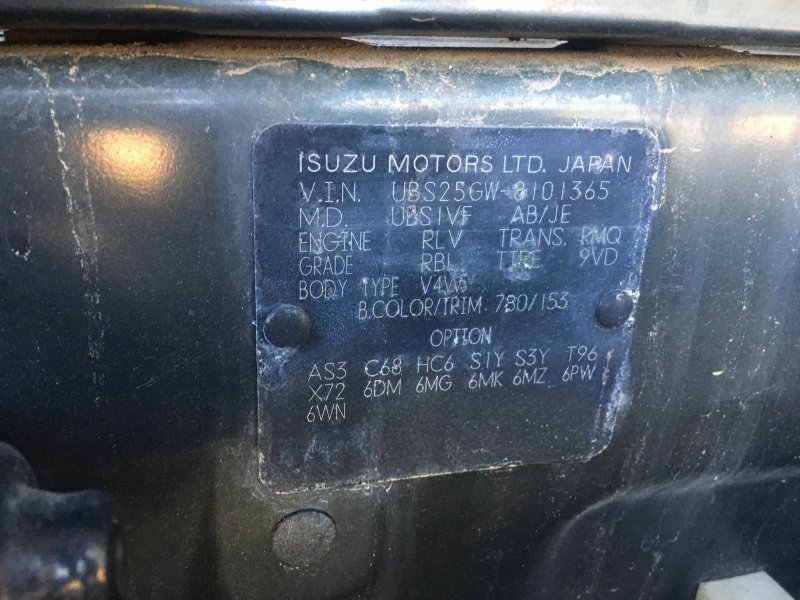 ISUZU MOTORS LTD. JAPAN
V.I.N. UBS25GW-8101365
M.D. UBS1VF AB/JE
ENGINE RLV TRANS. RMQ
GRADE RBL TIRE 9VD
BODY TYPE
B.COLOR/TRIM 780/153
OPTION
AS3 C68 HC6 S1Y S3Y T96
X72 6DM 6MG 6MK 6MZ 6PW
6WN